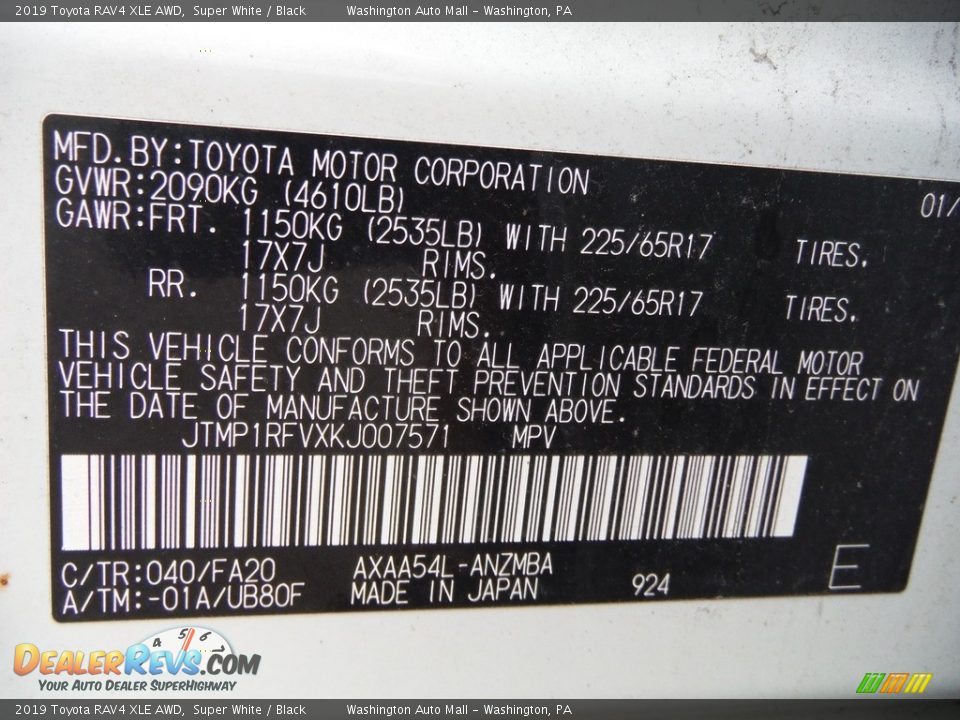 2019 Toyota RAV4 XLE AWD, Super White / Black Washington Auto Mall - Washington, PA
MFD.BY:TOYOTA MOTOR CORPORATION 01/
GVWR:2090KG (4610LB)
GAWR:FRT. 1150KG (2535LB) WITH 225/65R17 TIRES.
17X7J RIMS.
RR. 1150KG (2535LB) WITH 225/65R17 TIRES.
17X7J RIMS.
THIS VEHICLE CONFORMS TO ALL APPLICABLE FEDERAL MOTOR
VEHICLE SAFETY AND THEFT PREVENTION STANDARDS IN EFFECT ON
THE DATE OF MANUFACTURE SHOWN ABOVE.
JTMP1RFVXKJ007571 MPV
C/TR:040/FA20 AXAA54L-ANZMBA
A/TM:-01A/UB80F MADE IN JAPAN 924 E
4 5 6
DEALERREVS.COM
YOUR AUTO DEALER SUPERHIGHWAY
2019 Toyota RAV4 XLE AWD, Super White / Black Washington Auto Mall - Washington, PA